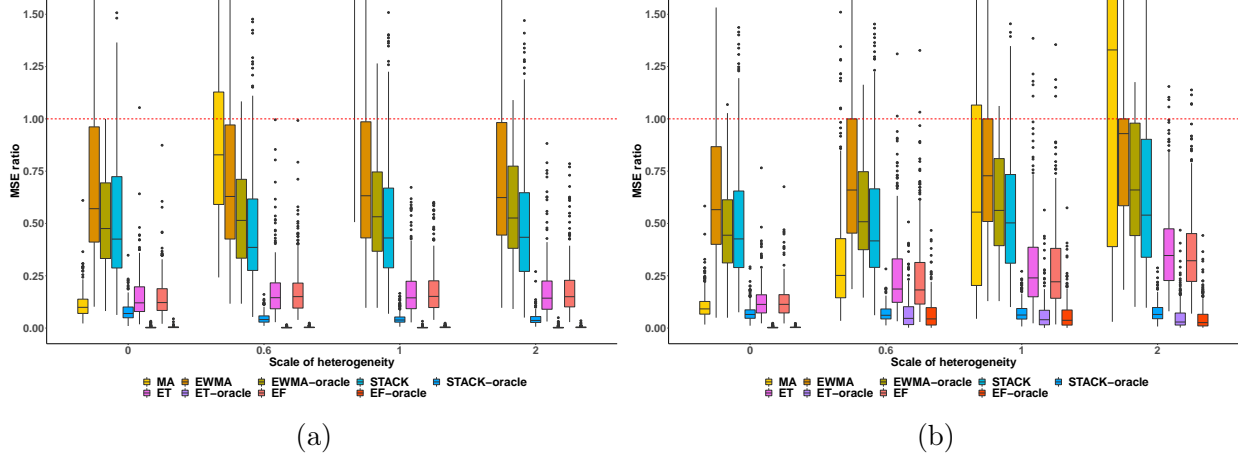 1.50
1.25
1.00
0.75
0.50
0.25
0.00
MSE ratio
0 0.6 1 2
Scale of heterogeneity
MA EWMA EWMA−oracle STACK STACK−oracle
ET ET−oracle EF EF−oracle
(a)
1.50
1.25
1.00
0.75
0.50
0.25
0.00
MSE ratio
0 0.6 1 2
Scale of heterogeneity
MA EWMA EWMA−oracle STACK STACK−oracle
ET ET−oracle EF EF−oracle
(b)